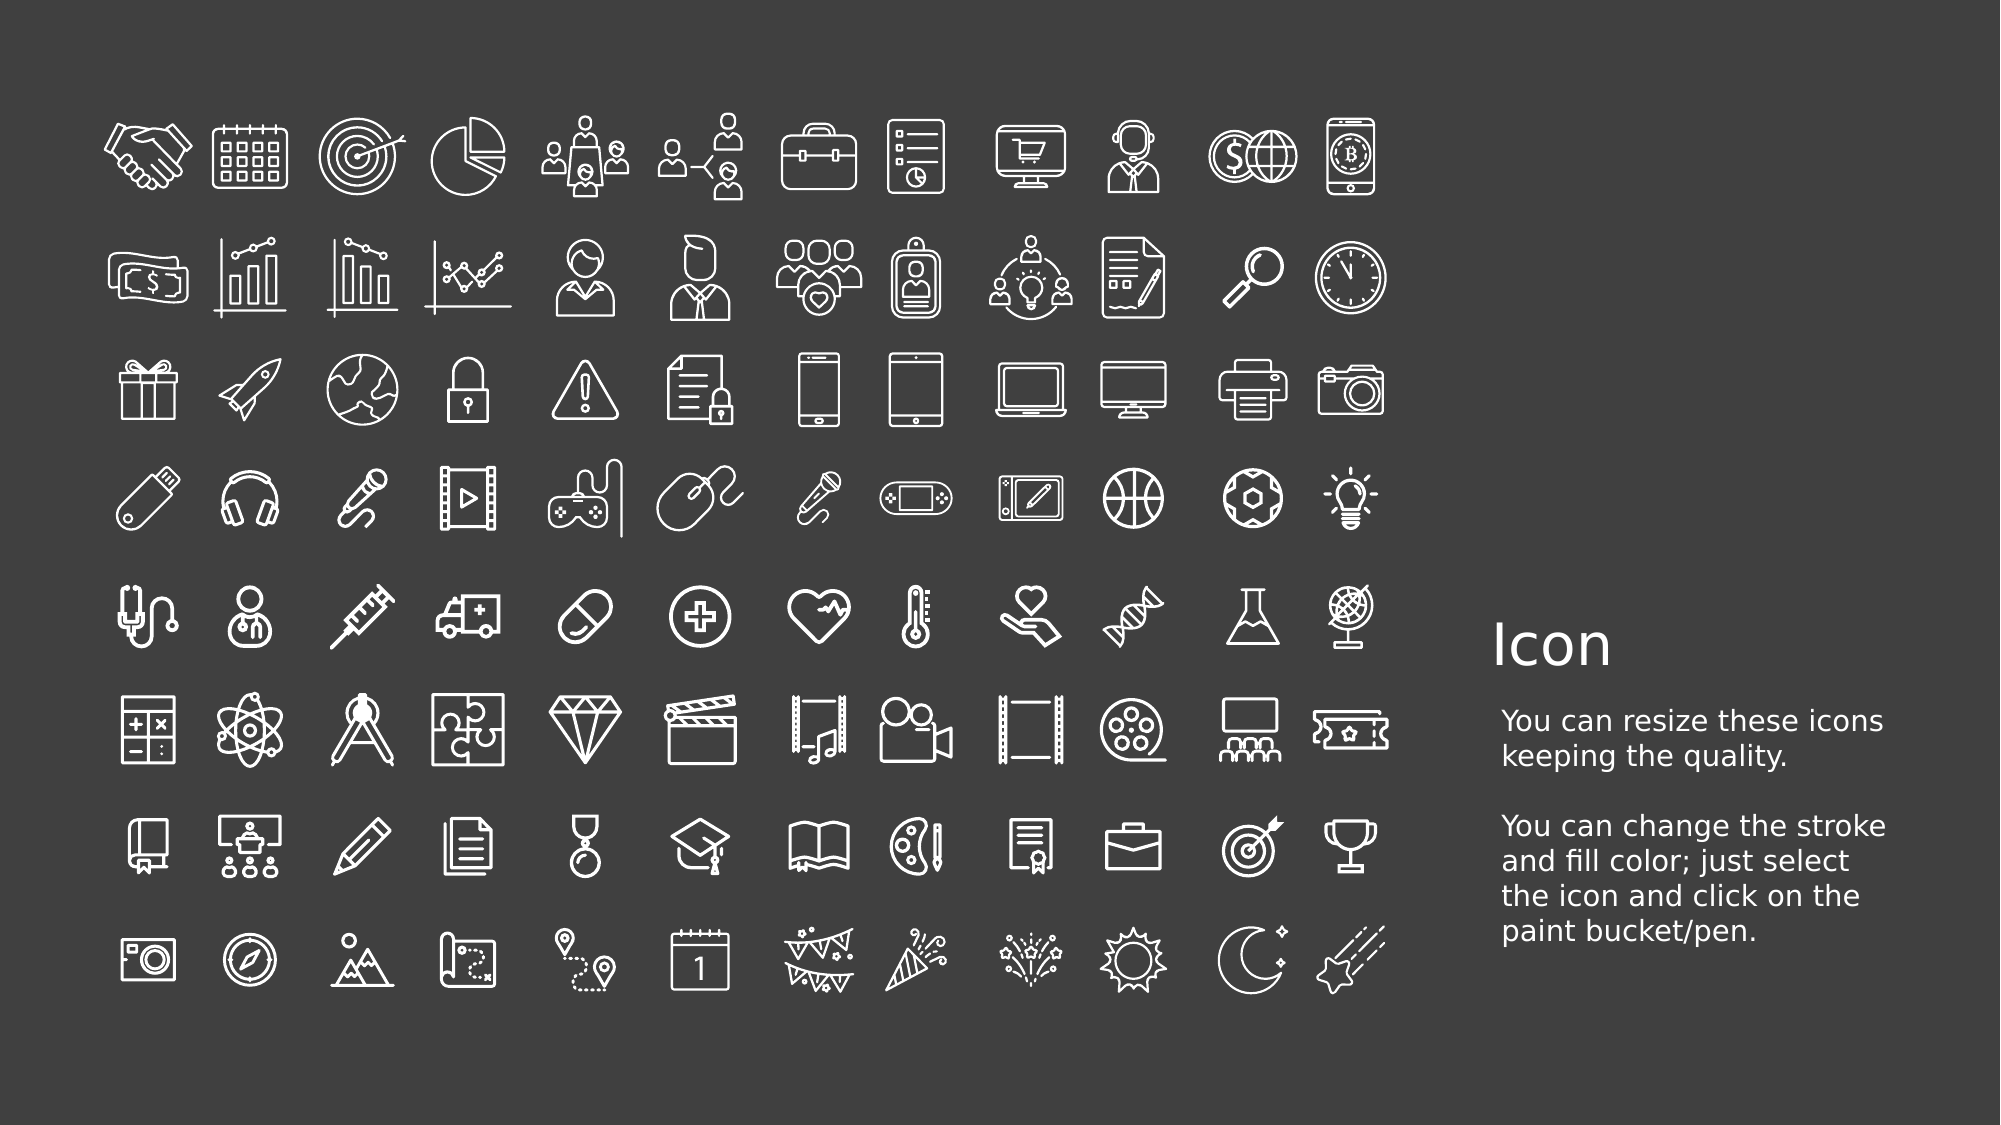 $
B
$
1
Icon
You can resize these icons
keeping the quality.
You can change the stroke
and fill color; just select
the icon and click on the
paint bucket/pen.